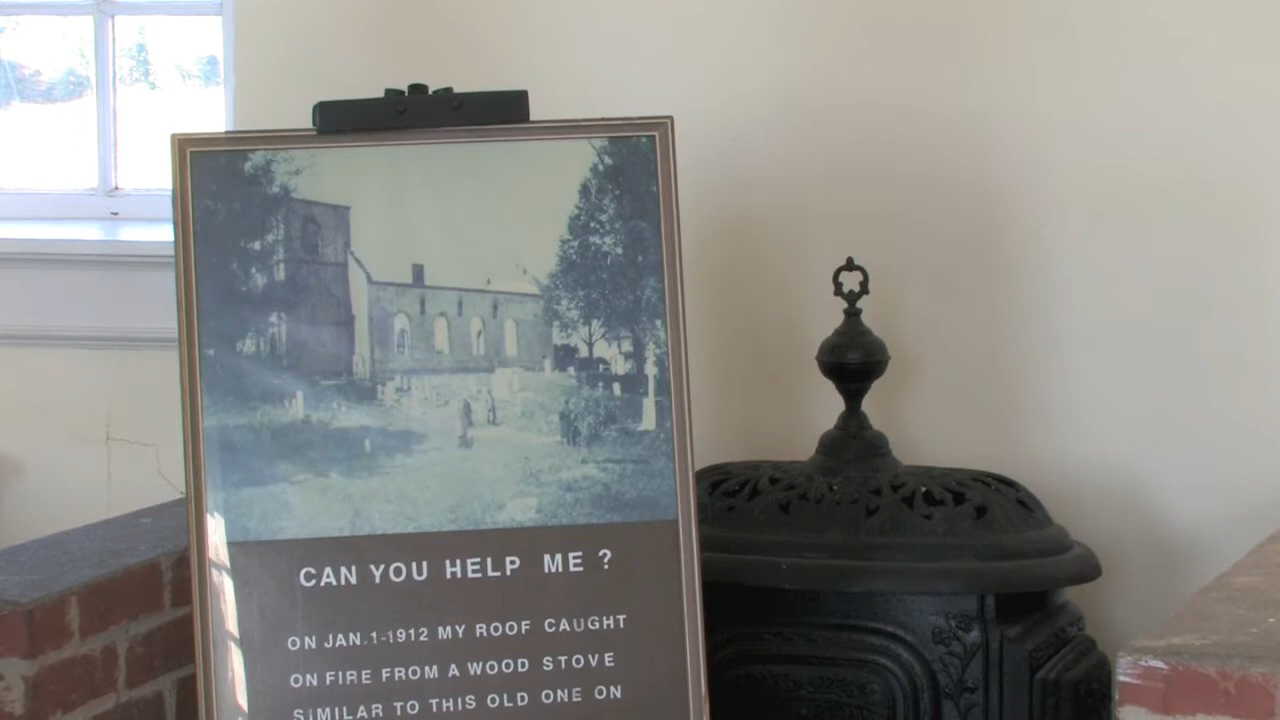 CAN YOU HELP ME ?
ON JAN.1-1912 MY ROOF CAUGHT
ON FIRE FROM A WOOD STOVE
SIMILAR TO THIS OLD ONE ON